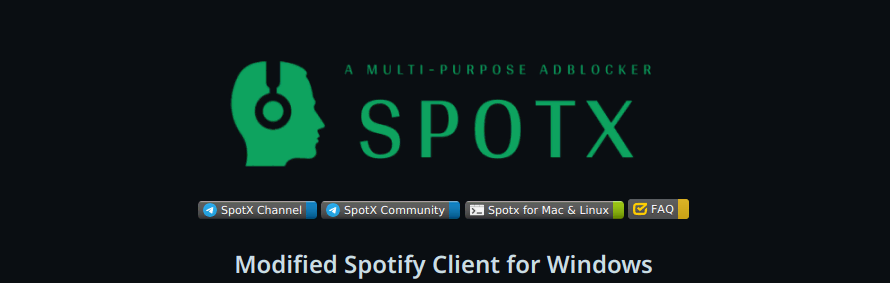 A MULTI-PURPOSE ADBLOCKER
SPOTX
SpotX Channel SpotX Community Spotx for Mac & Linux FAQ
Modified Spotify Client for Windows